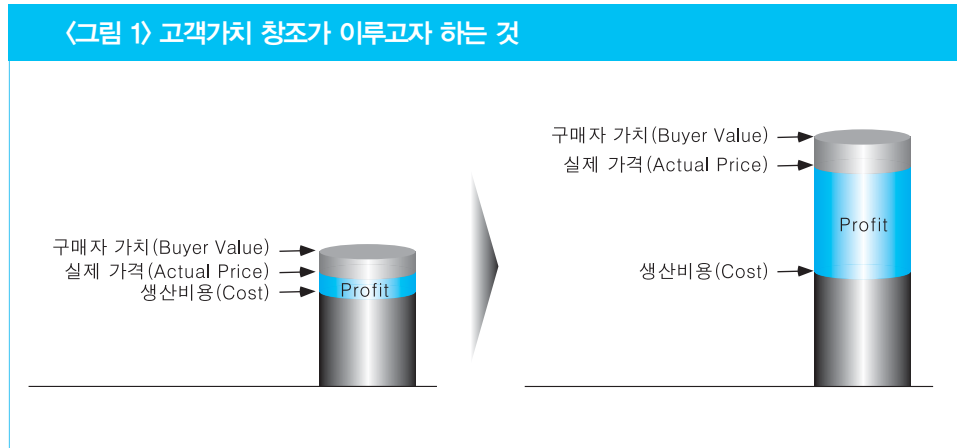 〈그림 1〉 고객가치 창조가 이루고자 하는 것
구매자 가치(Buyer Value)
실제 가격(Actual Price)
생산비용(Cost)
Profit
구매자 가치(Buyer Value)
실제 가격(Actual Price)
Profit
생산비용(Cost)